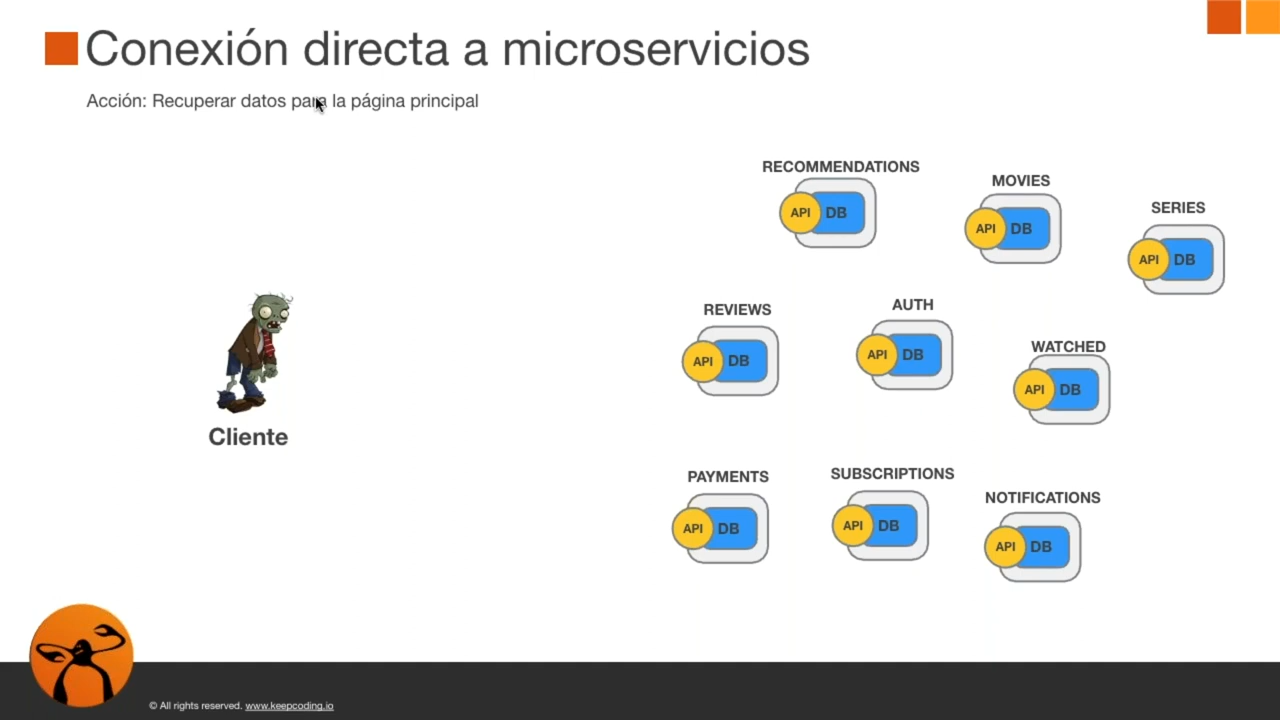 Conexión directa a microservicios
Acción: Recuperar datos para la página principal
RECOMMENDATIONS
API DB
MOVIES
API DB
SERIES
API DB
REVIEWS
API DB
AUTH
API DB
WATCHED
API DB
Cliente
PAYMENTS
API DB
SUBSCRIPTIONS
API DB
NOTIFICATIONS
API DB
© All rights reserved. www.keepcoding.io